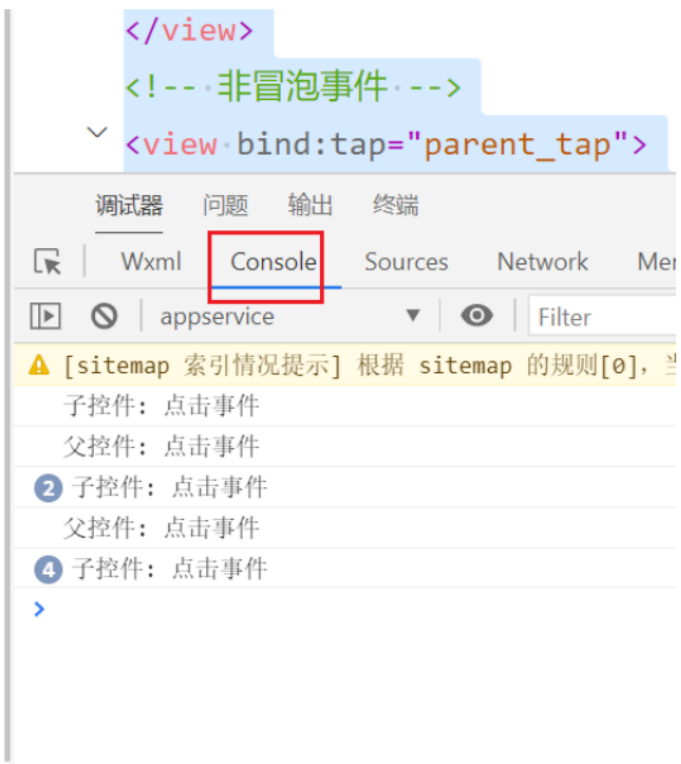 </view>
<!-- 非冒泡事件 -->
<view bind:tap="parent_tap">
调试器 问题 输出 终端
Wxml Console Sources Network
appservice Filter
[sitemap 索引情况提示] 根据 sitemap 的规则[0]，
子控件: 点击事件
父控件: 点击事件
2 子控件: 点击事件
父控件: 点击事件
4 子控件: 点击事件
>